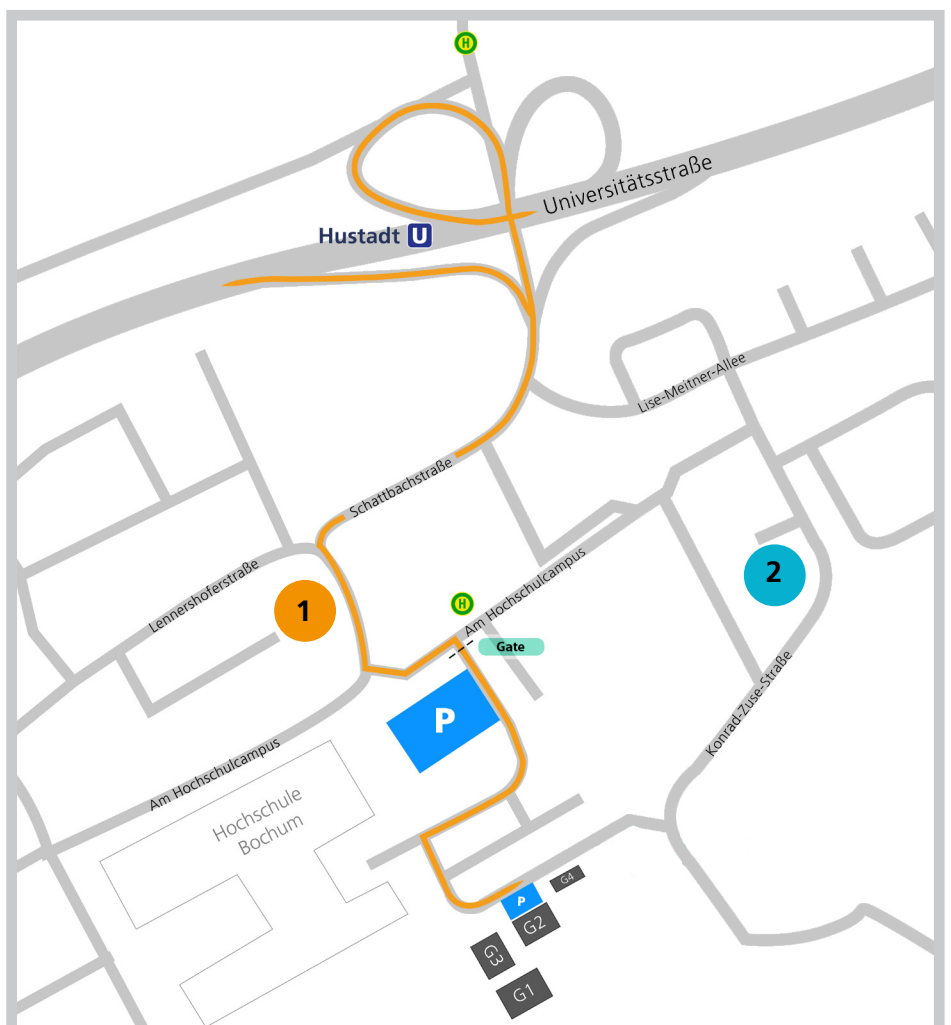 H
Universitätsstraße
Hustadt U
Lise-Meitner-Allee
Schattbachstraße
Lennershoferstraße
2
1
H
Am Hochschulcampus
Gate
P
Konrad-Zuse-Straße
Am Hochschulcampus
Hochschule
Bochum
G4
P
G2
G3
G1